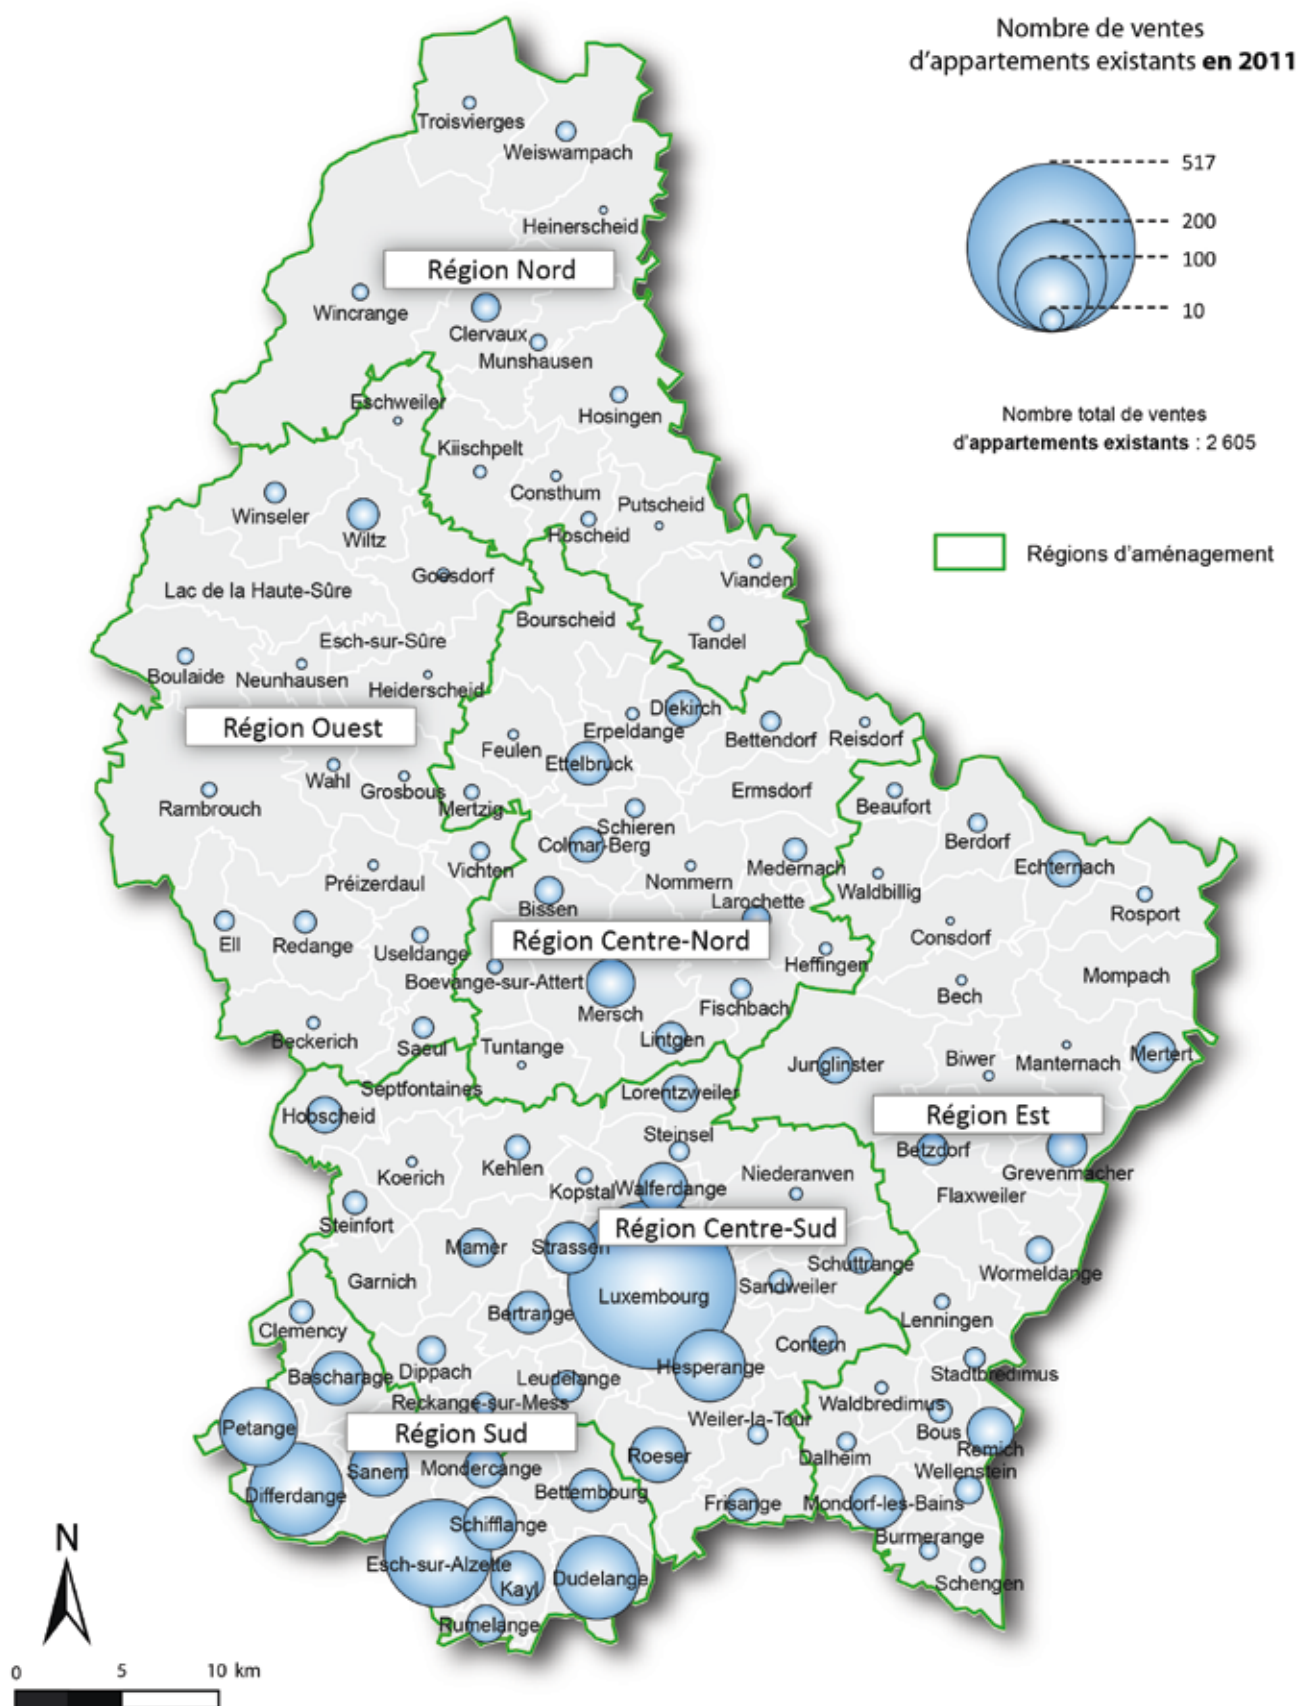 Nombre de ventes
d'appartements existants en 2011
517
200
100
10
Nombre total de ventes
d'appartements existants : 2 605
Régions d'aménagement
Troisvierges
Weiswampach
Heinerscheid
Région Nord
Wincrange
Clervaux
Munshausen
Eschweiler
Hosingen
Kiischpelt
Consthum
Putscheid
Winseler
Wiltz
Hoscheid
Goesdorf
Vianden
Lac de la Haute-Sûre
Bourscheid
Esch-sur-Sûre
Tandel
Boulaide
Neunhausen
Heiderscheid
Région Ouest
Diekirch
Erpeldange
Bettendorf
Reisdorf
Feulen
Ettelbruck
Wahl
Grosbous
Ermsdorf
Rambrouch
Mertzig
Beaufort
Schieren
Berdorf
Colmar-Berg
Vichten
Medernach
Echternach
Préizerdaul
Nommern
Waldbillig
Bissen
Larochette
Rosport
Ell
Redange
Useldange
Région Centre-Nord
Consdorf
Heffingen
Boevange-sur-Attert
Mompach
Mersch
Fischbach
Bech
Beckerich
Saeul
Tuntange
Lintgen
Junglinster
Biwer
Manternach
Mertert
Septfontaines
Lorentzweiler
Hobscheid
Région Est
Steinsel
Betzdorf
Koerich
Kehlen
Kopstal
Walferdange
Niederanven
Grevenmacher
Flaxweiler
Steinfort
Région Centre-Sud
Mamer
Strassen
Schuttrange
Wormeldange
Garnich
Sandweiler
Luxembourg
Bertrange
Lenningen
Clemency
Contern
Bascharage
Dippach
Leudelange
Hesperange
Stadtbredimus
Reckange-sur-Mess
Waldbredimus
Petange
Région Sud
Weiler-la-Tour
Bous
Remich
Roeser
Dalheim
Sanem
Mondercange
Wellenstein
Differdange
Bettembourg
Frisange
Mondorf-les-Bains
Schifflange
Burmerange
Esch-sur-Alzette
Kayl
Dudelange
Schengen
Rumelange
N
0 5 10 km